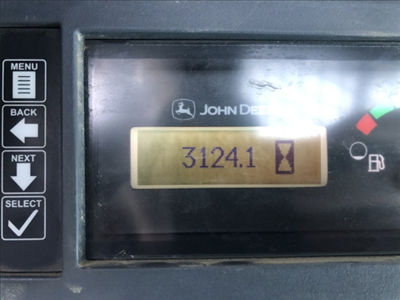 MENU
BACK
NEXT
SELECT
JOHN DEERE
3124.1